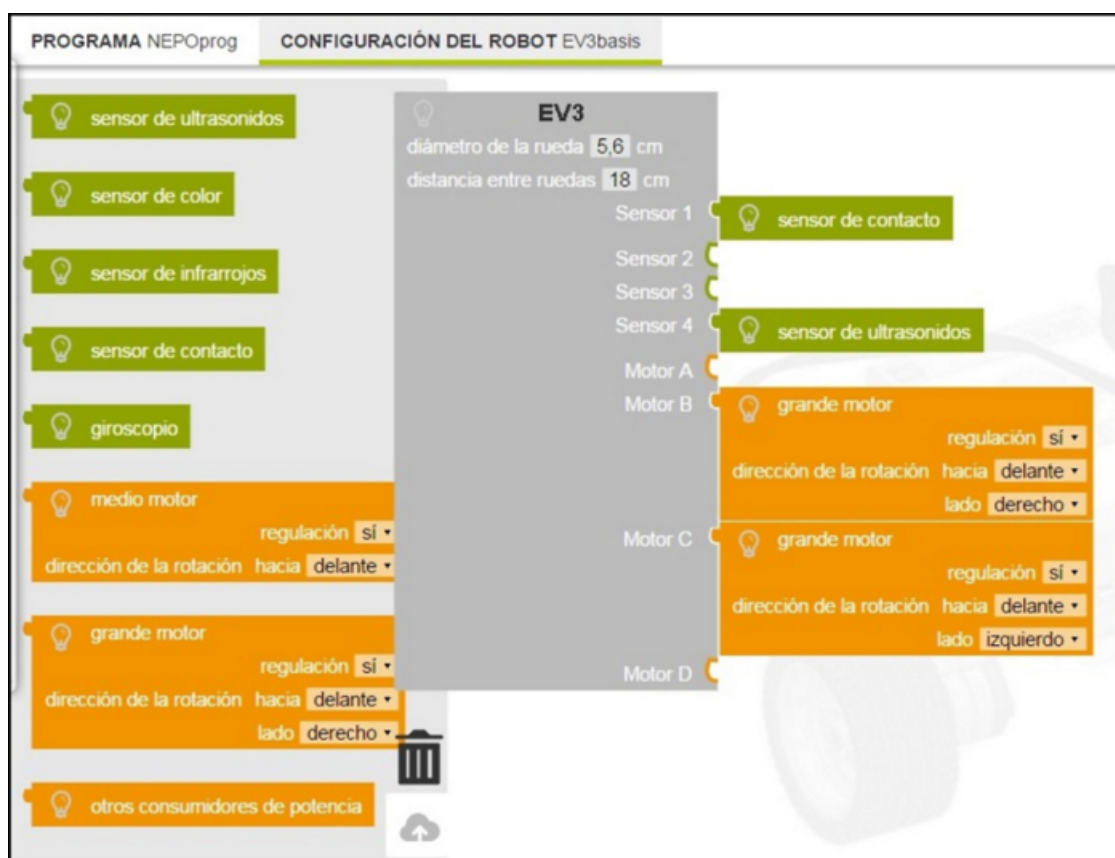 PROGRAMA NEPOprog
CONFIGURACIÓN DEL ROBOT EV3basis
sensor de ultrasonidos
sensor de color
sensor de infrarrojos
sensor de contacto
giroscopio
medio motor
regulación sí
dirección de la rotación hacia delante
grande motor
regulación sí
dirección de la rotación hacia delante
lado derecho
otros consumidores de potencia
EV3
diámetro de la rueda 5,6 cm
distancia entre ruedas 18 cm
Sensor 1
sensor de contacto
Sensor 2
Sensor 3
Sensor 4
sensor de ultrasonidos
Motor A
Motor B
grande motor
regulación sí
dirección de la rotación hacia delante
lado derecho
Motor C
grande motor
regulación sí
dirección de la rotación hacia delante
lado izquierdo
Motor D